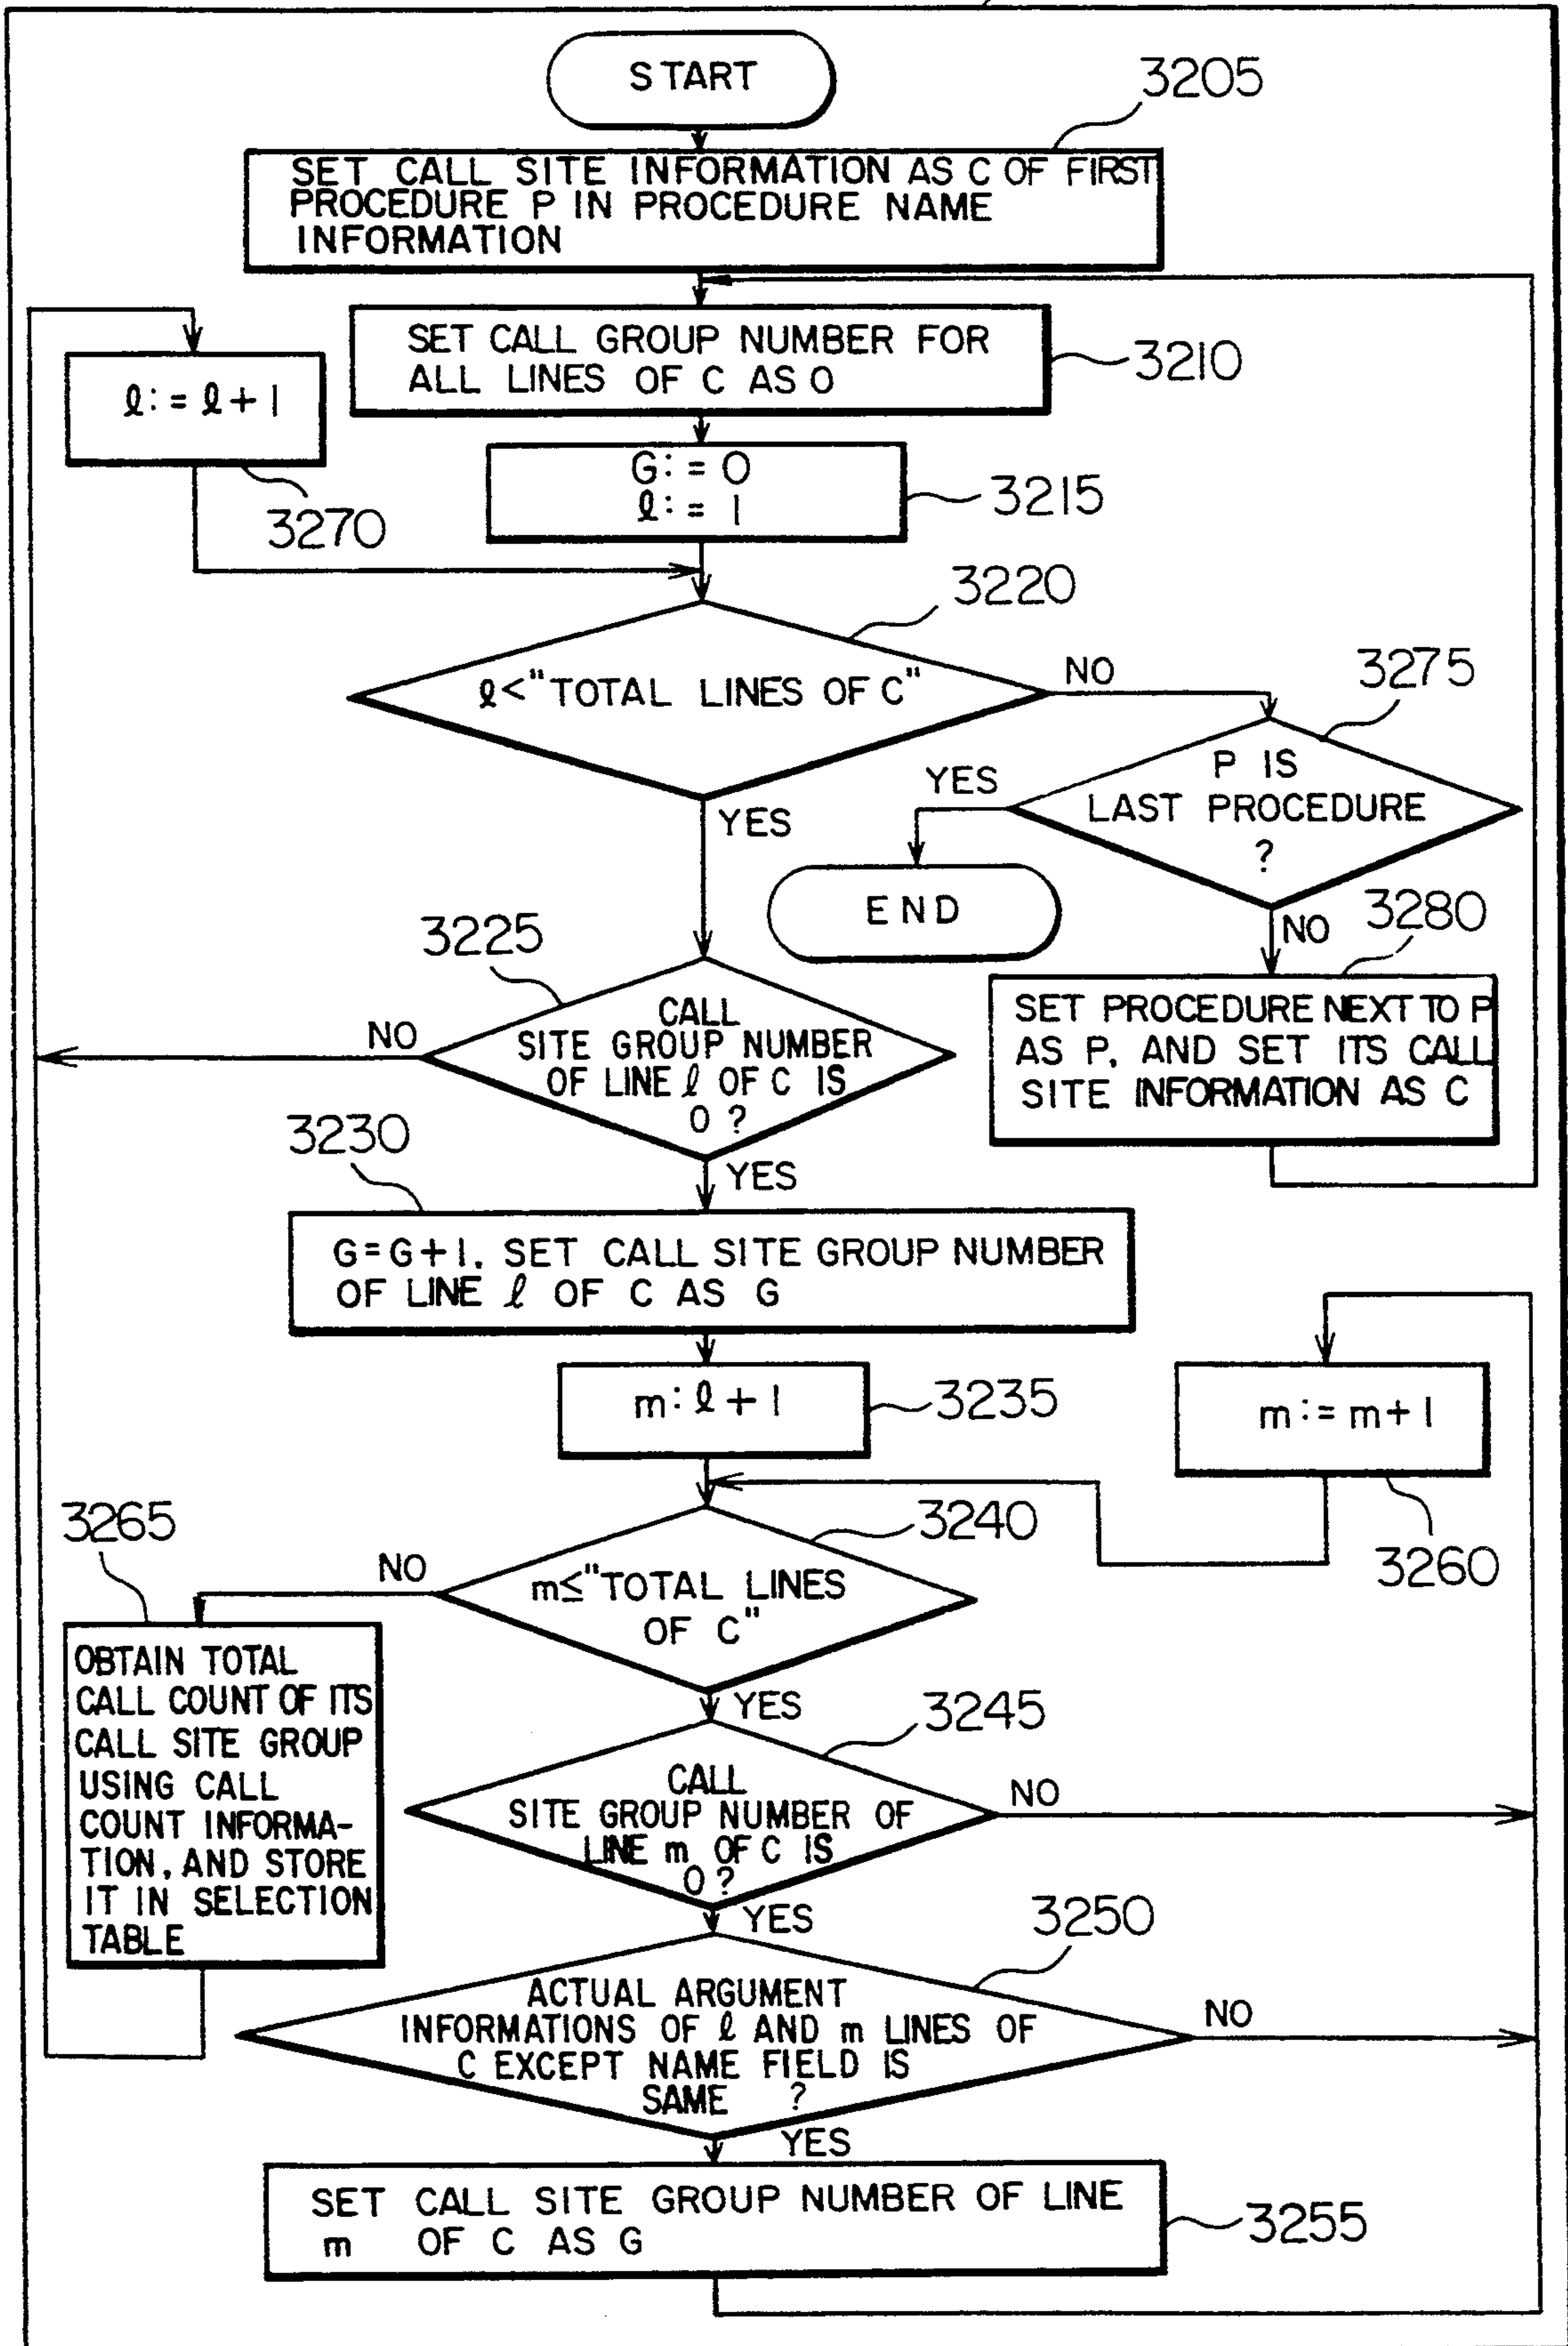 START
3205
SET CALL SITE INFORMATION AS C OF FIRST
PROCEDURE P IN PROCEDURE NAME
INFORMATION
SET CALL GROUP NUMBER FOR
ALL LINES OF C AS 0
3210
ℓ:=ℓ+1
3270
G:=0
ℓ:=1
3215
3220
ℓ<"TOTAL LINES OF C"
NO
YES
3275
P IS
LAST PROCEDURE
?
YES
END
NO
3280
SET PROCEDURE NEXT TO P
AS P, AND SET ITS CALL
SITE INFORMATION AS C
3225
CALL
SITE GROUP NUMBER
OF LINE ℓ OF C IS
0?
NO
YES
3230
G=G+1. SET CALL SITE GROUP NUMBER
OF LINE ℓ OF C AS G
m:ℓ+1
3235
m:=m+1
3260
3240
m≤"TOTAL LINES
OF C"
NO
YES
3265
OBTAIN TOTAL
CALL COUNT OF ITS
CALL SITE GROUP
USING CALL
COUNT INFORMA-
TION, AND STORE
IT IN SELECTION
TABLE
3245
CALL
SITE GROUP NUMBER OF
LINE m OF C IS
0?
NO
YES
3250
ACTUAL ARGUMENT
INFORMATIONS OF ℓ AND m LINES OF
C EXCEPT NAME FIELD IS
SAME ?
NO
YES
SET CALL SITE GROUP NUMBER OF LINE
m OF C AS G
3255